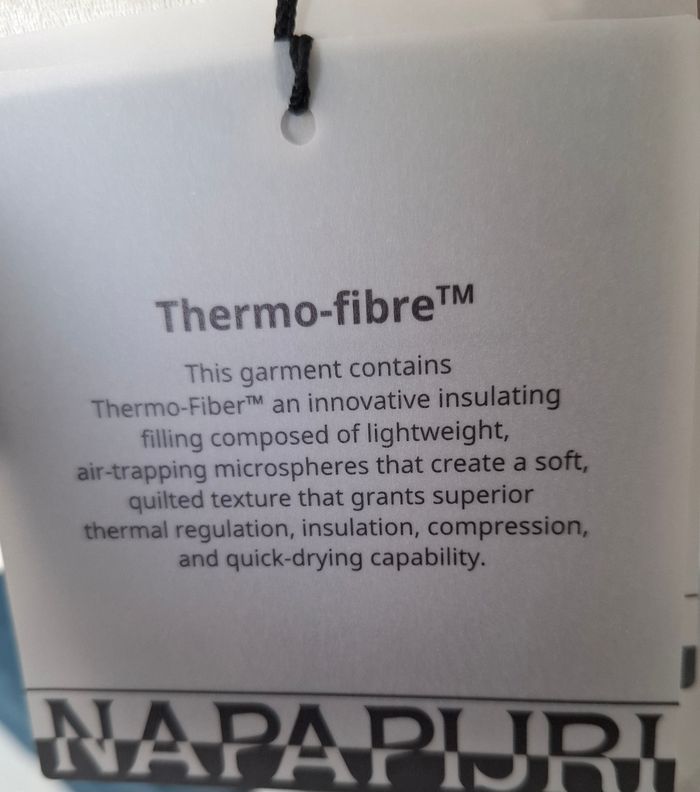 Thermo-fibre™
This garment contains
Thermo-Fiber™ an innovative insulating
filling composed of lightweight,
air-trapping microspheres that create a soft,
quilted texture that grants superior
thermal regulation, insulation, compression,
and quick-drying capability.
NAPAPIJRI